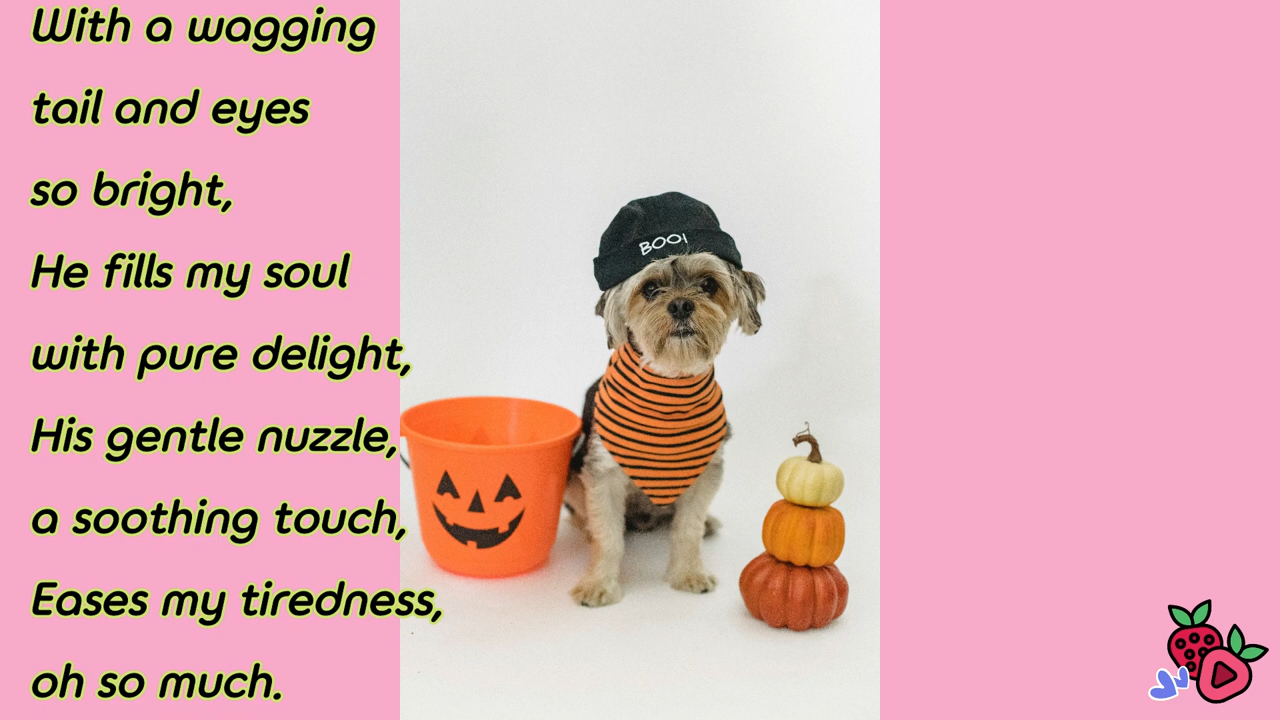 With a wagging
tail and eyes
so bright,
He fills my soul
with pure delight,
His gentle nuzzle,
a soothing touch,
Eases my tiredness,
oh so much.
BOO!